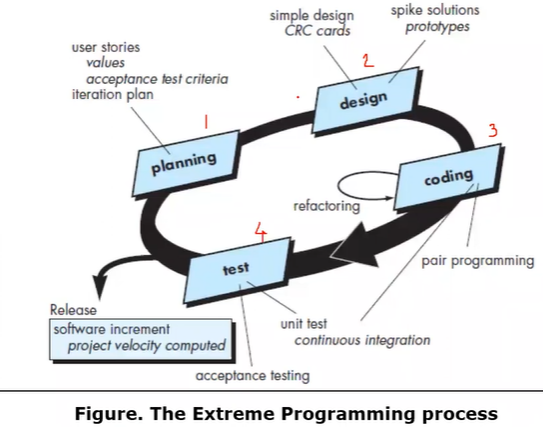 simple design
CRC cards
spike solutions
prototypes
user stories
values
acceptance test criteria
iteration plan
1
planning
2
design
3
coding
refactoring
pair programming
4
test
unit test
continuous integration
acceptance testing
Release
software increment
project velocity computed
Figure. The Extreme Programming process